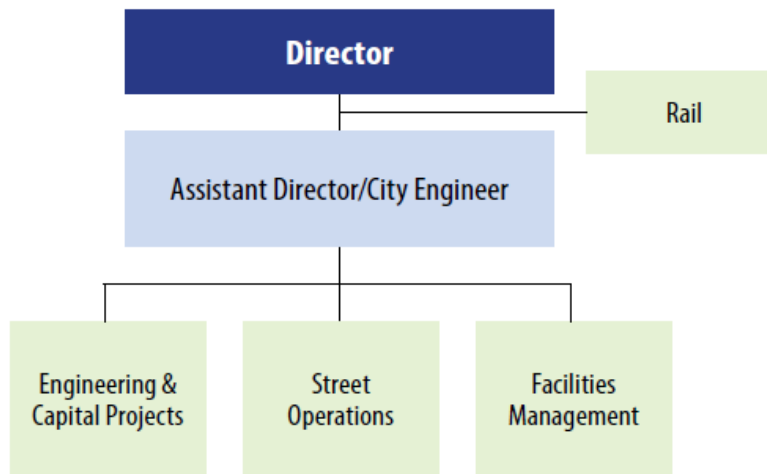 Director
Rail
Assistant Director/City Engineer
Engineering &
Capital Projects
Street
Operations
Facilities
Management